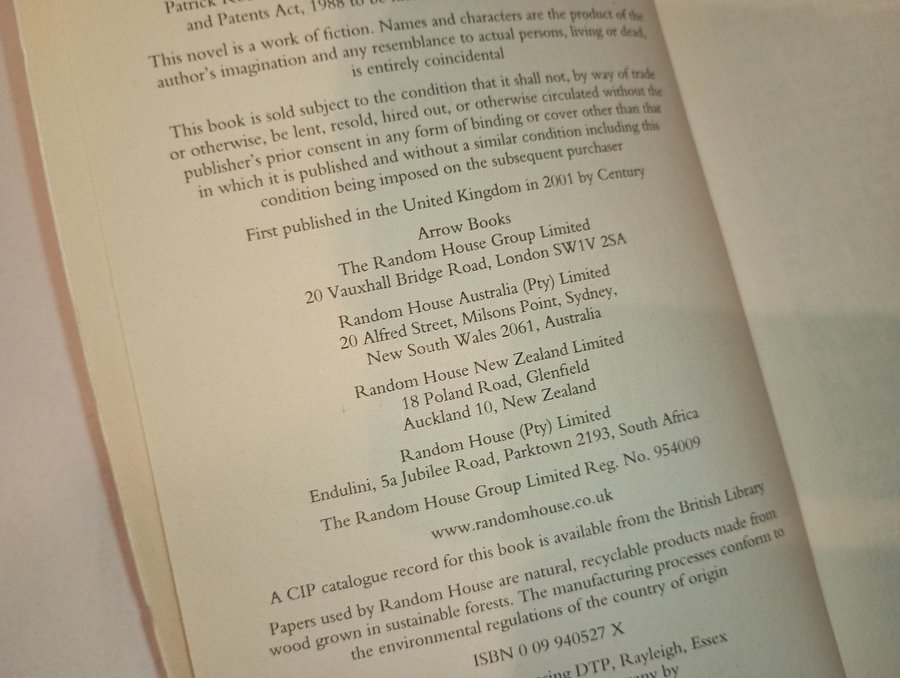 Patrick
and Patents Act, 1988 to be
This novel is a work of fiction. Names and characters are the product of the
author's imagination and any resemblance to actual persons, living or dead,
is entirely coincidental
This book is sold subject to the condition that it shall not, by way of trade
or otherwise, be lent, resold, hired out, or otherwise circulated without the
publisher's prior consent in any form of binding or cover other than that
in which it is published and without a similar condition including this
condition being imposed on the subsequent purchaser
First published in the United Kingdom in 2001 by Century
Arrow Books
The Random House Group Limited
20 Vauxhall Bridge Road, London SW1V 2SA
Random House Australia (Pty) Limited
20 Alfred Street, Milsons Point, Sydney,
New South Wales 2061, Australia
Random House New Zealand Limited
18 Poland Road, Glenfield
Auckland 10, New Zealand
Random House (Pty) Limited
Endulini, 5a Jubilee Road, Parktown 2193, South Africa
The Random House Group Limited Reg. No. 954009
www.randomhouse.co.uk
A CIP catalogue record for this book is available from the British Library
Papers used by Random House are natural, recyclable products made from
wood grown in sustainable forests. The manufacturing processes conform to
the environmental regulations of the country of origin
ISBN 0 09 940527 X
DTP, Rayleigh, Essex
by